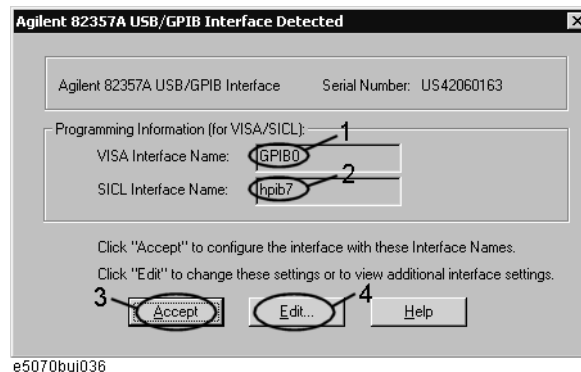 Agilent 82357A USB/GPIB Interface Detected
Agilent 82357A USB/GPIB Interface Serial Number: US42060163
Programming Information (for VISA/SICL):
1
VISA Interface Name: GPIB0
2
SICL Interface Name: hpib7
Click "Accept" to configure the interface with these Interface Names.
Click "Edit" to change these settings or to view additional interface settings.
3 4
Accept Edit... Help
e5070buj036